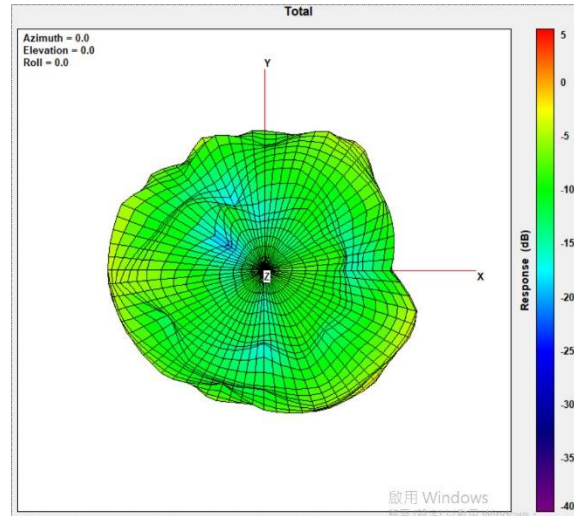 Total
Azimuth = 0.0
Elevation = 0.0
Roll = 0.0
Y
X
Z
5
0
-5
-10
-15
-20
-25
-30
-35
-40
Response (dB)
啟用 Windows